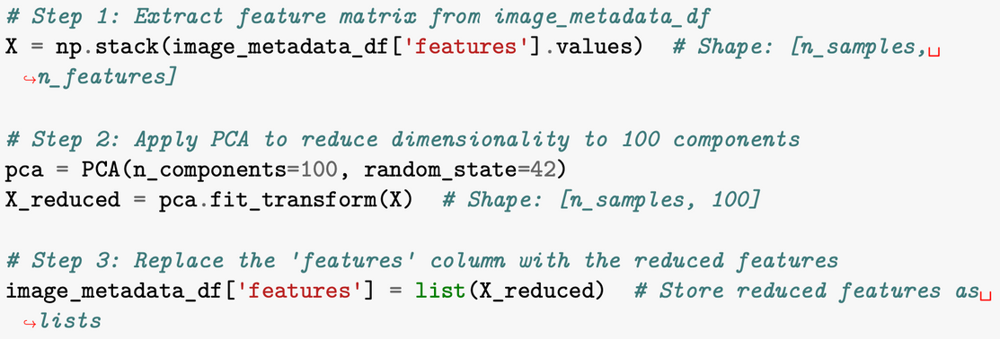 # Step 1: Extract feature matrix from image_metadata_df
X = np.stack(image_metadata_df['features'].values)  # Shape: [n_samples,␣
↪n_features]
# Step 2: Apply PCA to reduce dimensionality to 100 components
pca = PCA(n_components=100, random_state=42)
X_reduced = pca.fit_transform(X)  # Shape: [n_samples, 100]
# Step 3: Replace the 'features' column with the reduced features
image_metadata_df['features'] = list(X_reduced)  # Store reduced features as␣
↪lists